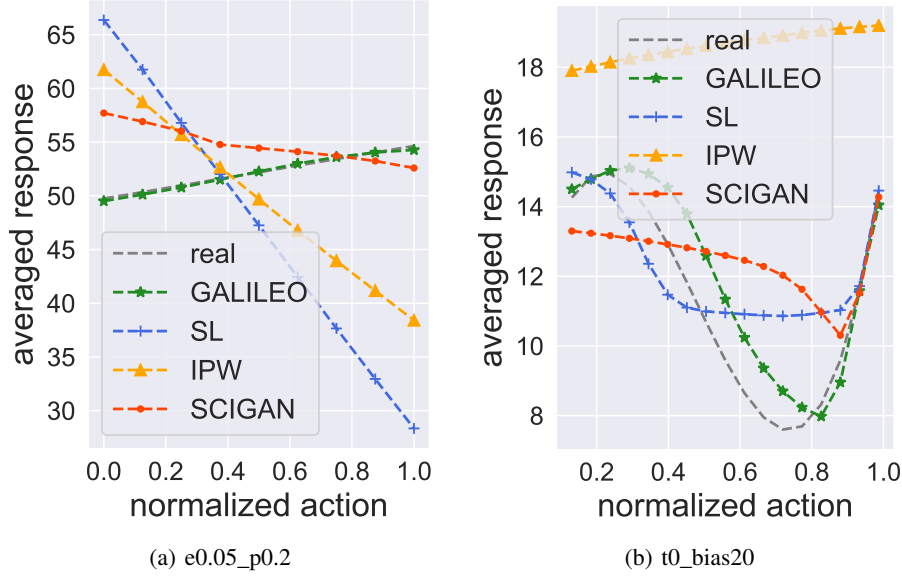 65
60
55
50
45
40
35
30
averaged response
real
GALILEO
SL
IPW
SCIGAN
0.0 0.2 0.4 0.6 0.8 1.0
normalized action
(a) e0.05_p0.2
18
16
14
12
10
8
averaged response
real
GALILEO
SL
IPW
SCIGAN
0.2 0.4 0.6 0.8 1.0
normalized action
(b) t0_bias20